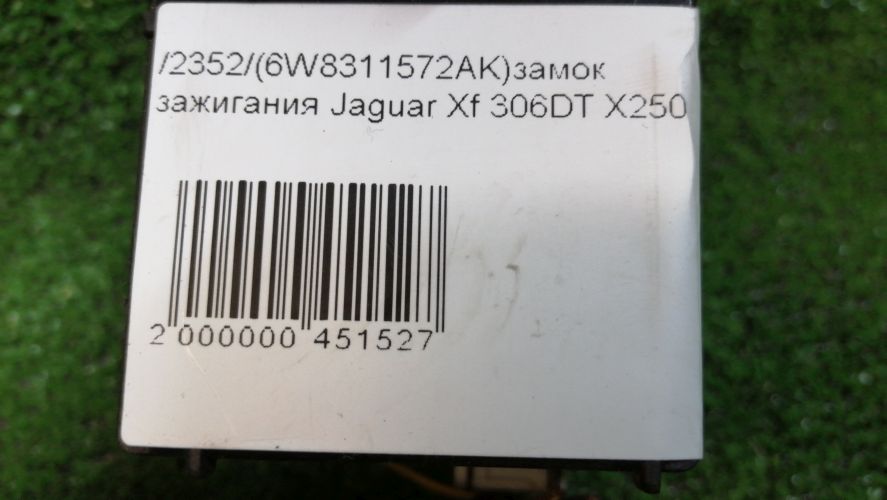 /2352/(6W8311572AK)замок
зажигания Jaguar Xf 306DT X250
2 000000 451527